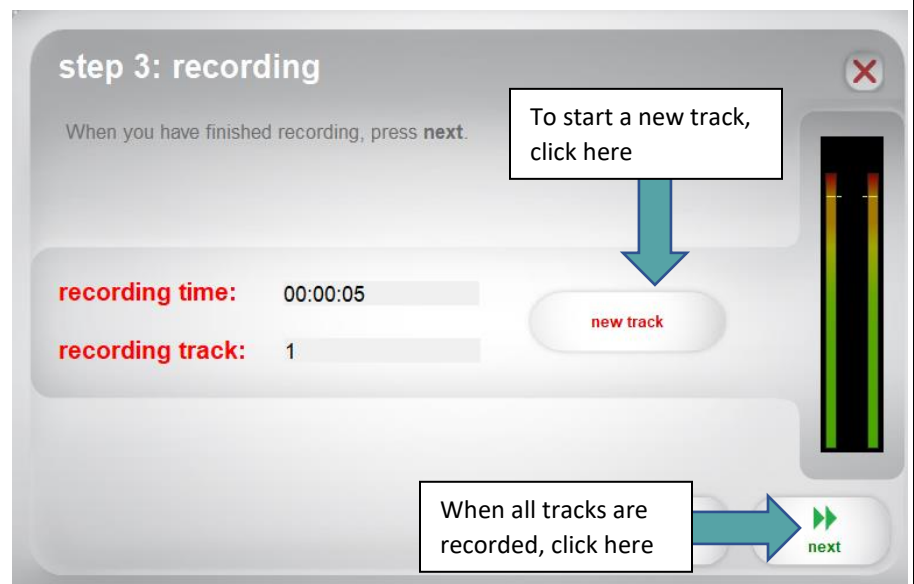 step 3: recording
When you have finished recording, press next.
To start a new track,
click here
recording time: 00:00:05
new track
recording track: 1
When all tracks are
recorded, click here
next